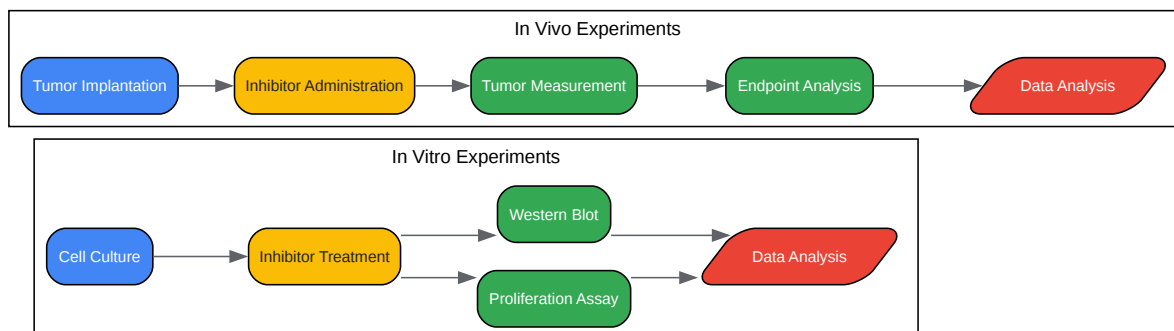 In Vivo Experiments
Tumor Implantation
Inhibitor Administration
Tumor Measurement
Endpoint Analysis
Data Analysis
In Vitro Experiments
Cell Culture
Inhibitor Treatment
Western Blot
Proliferation Assay
Data Analysis